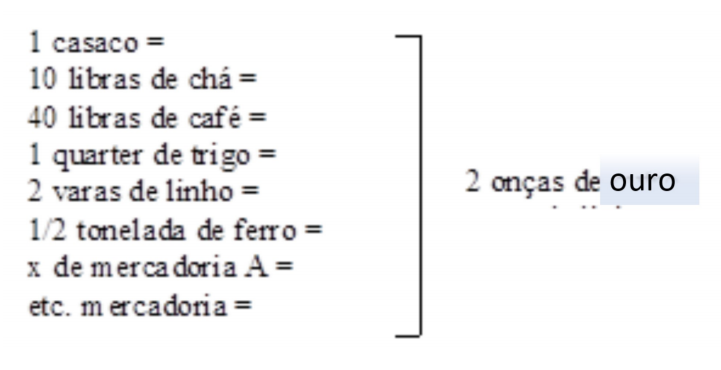 1 casaco =
10 libras de chá =
40 libras de café =
1 quarter de trigo =
2 varas de linho =
1/2 tonelada de ferro =
x de mercadoria A =
etc. mercadoria =
2 onças de ouro